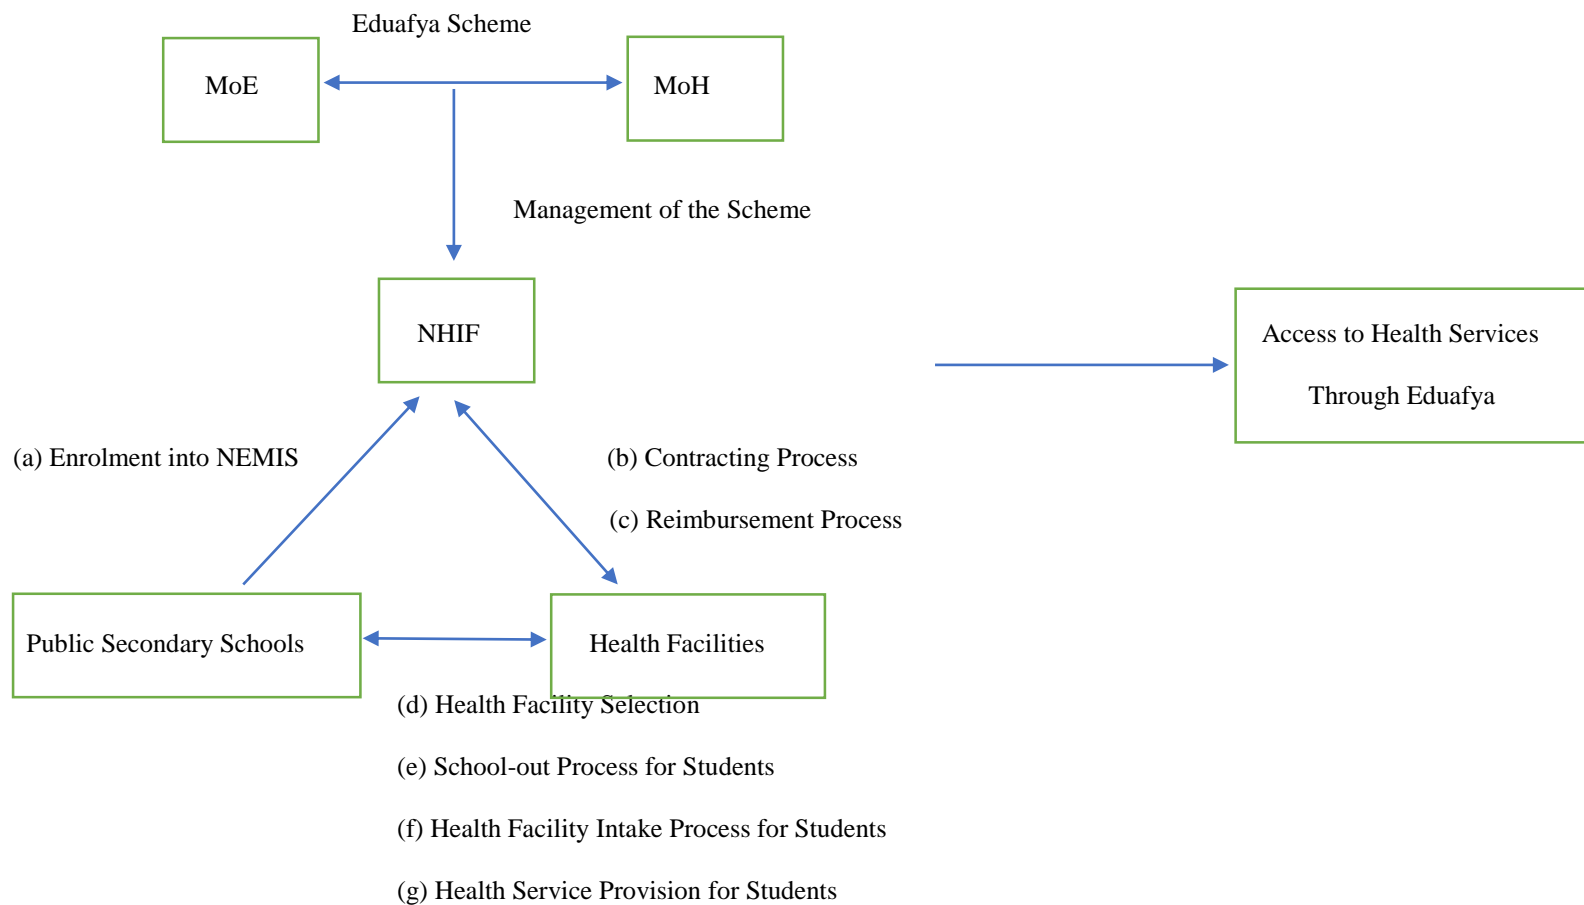 Eduafya Scheme
MoE
MoH
Management of the Scheme
NHIF
Access to Health Services
Through Eduafya
(a) Enrolment into NEMIS
(b) Contracting Process
(c) Reimbursement Process
Public Secondary Schools
Health Facilities
(d) Health Facility Selection
(e) School-out Process for Students
(f) Health Facility Intake Process for Students
(g) Health Service Provision for Students